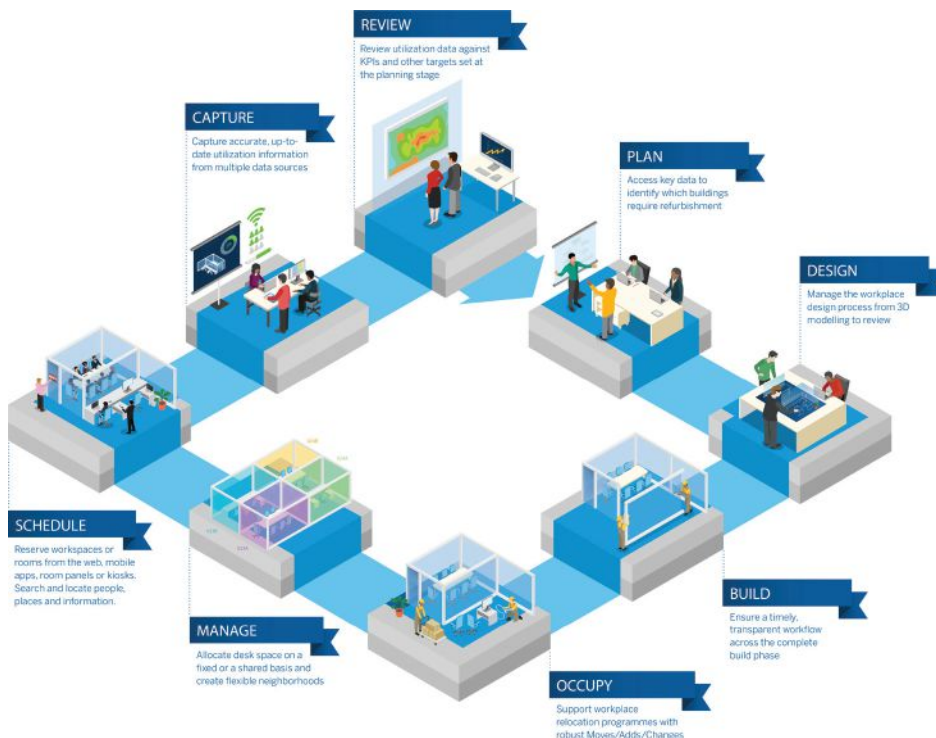 REVIEW
Review utilization data against
KPIs and other targets set at
the planning stage
CAPTURE
Capture accurate, up-to-
date utilization information
from multiple data sources
PLAN
Access key data to
identify which buildings
require refurbishment
DESIGN
Manage the workplace
design process from 3D
modelling to review
SCHEDULE
Reserve workspaces or
rooms from the web, mobile
apps, room panels or kiosks.
Search and locate people,
places and information.
MANAGE
Allocate desk space on a
fixed or a shared basis and
create flexible neighborhoods
BUILD
Ensure a timely,
transparent workflow
across the complete
build phase
OCCUPY
Support workplace
relocation programmes with
robust Moves/Adds/Changes